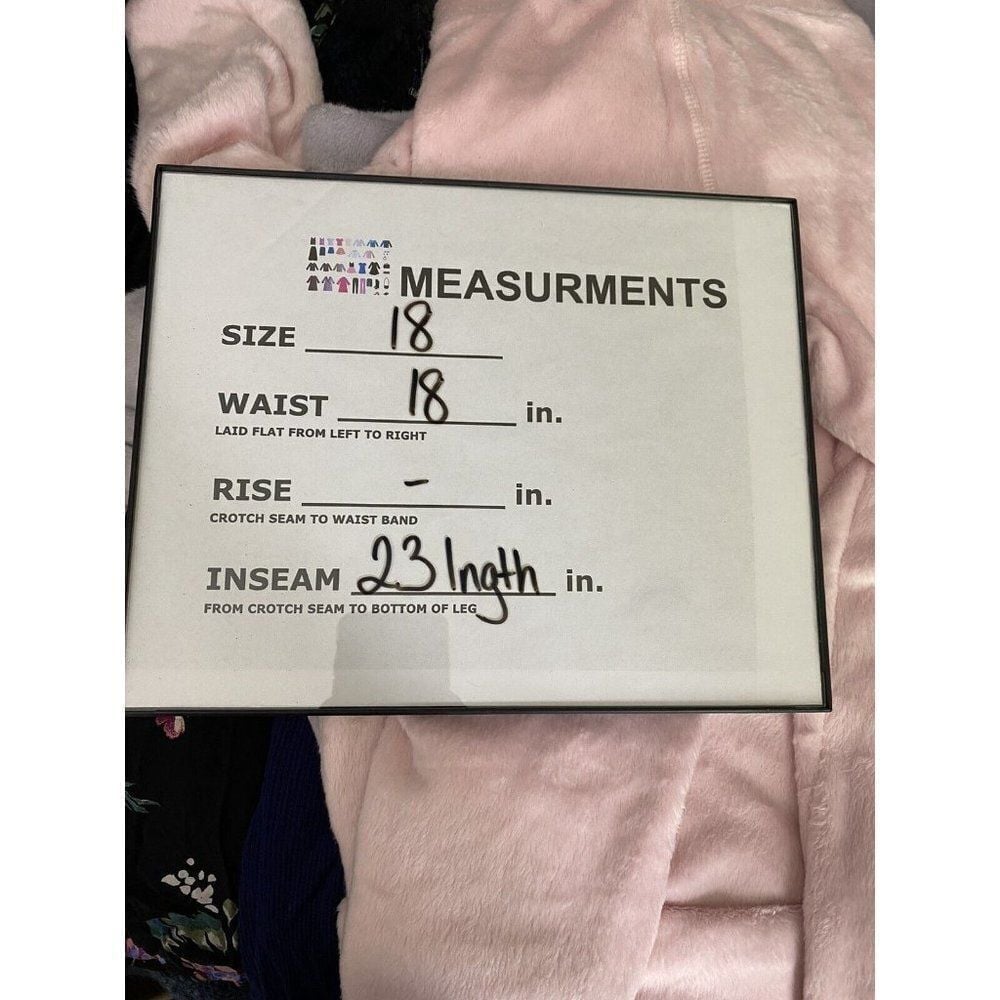 MEASURMENTS
SIZE 18
WAIST 18 in.
LAID FLAT FROM LEFT TO RIGHT
RISE - in.
CROTCH SEAM TO WAIST BAND
INSEAM 23 lngth in.
FROM CROTCH SEAM TO BOTTOM OF LEG